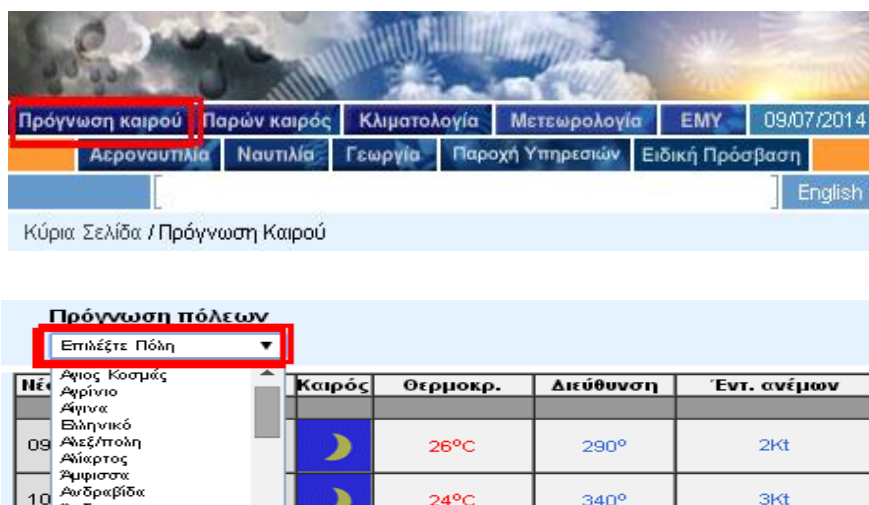 Πρόγνωση καιρού Παρών καιρός Κλιματολογία Μετεωρολογία ΕΜΥ 09/07/2014
Αεροναυτιλία Ναυτιλία Γεωργία Παροχή Υπηρεσιών Ειδική Πρόσβαση
English
Κύρια Σελίδα / Πρόγνωση Καιρού
Πρόγνωση πόλεων
Επιλέξτε Πόλη
Άγιος Κοσμάς
Αγρίνιο
Αίγινα
Ελληνικό
Αλεξ/πολη
Αλίαρτος
Άμφισσα
Ανδραβίδα
Καιρός Θερμοκρ. Διεύθυνση Έντ. ανέμων
09 26°C 290° 2Kt
10 24°C 340° 3Kt